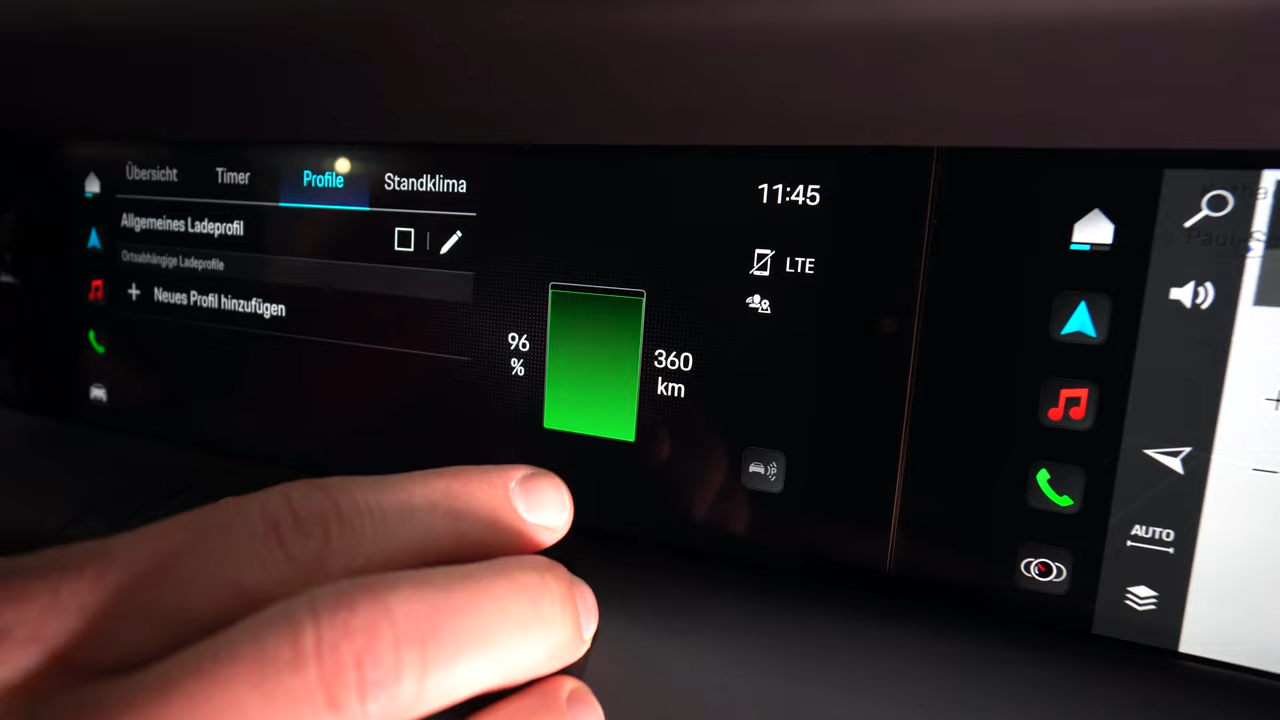 Übersicht Timer Profile Standklima
Allgemeines Ladeprofil
Ortsabhängige Ladeprofile
+ Neues Profil hinzufügen
96
%
360
km
11:45
LTE
P
AUTO